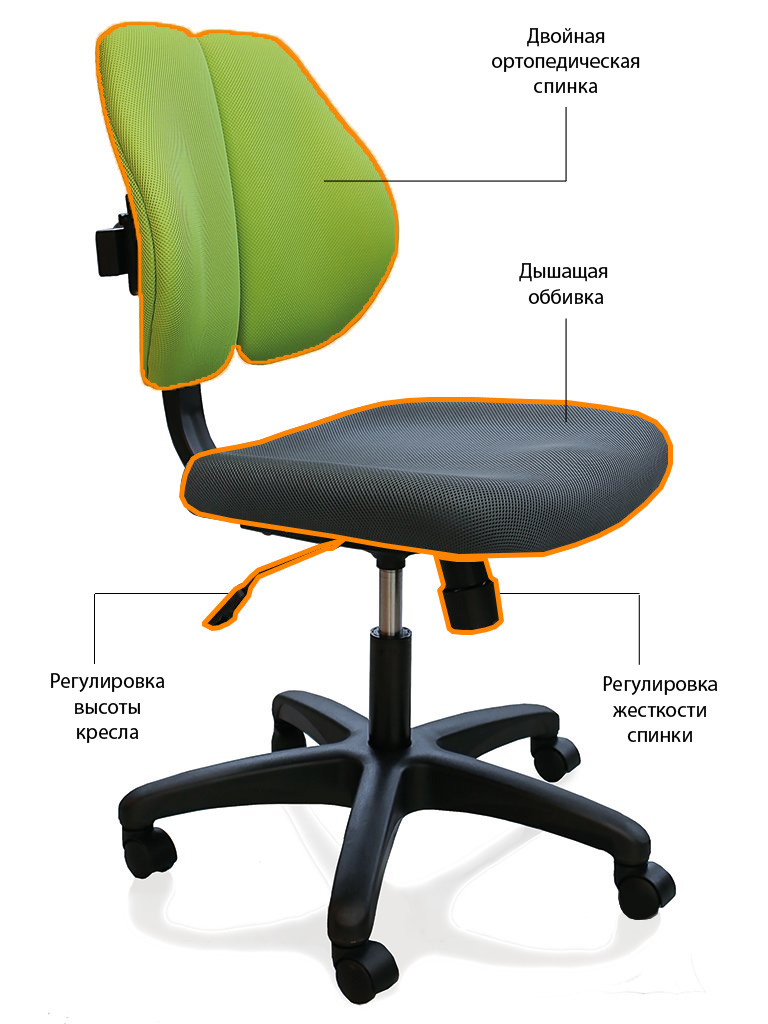 Двойная
ортопедическая
спинка
Дышащая
оббивка
Регулировка
высоты
кресла
Регулировка
жесткости
спинки